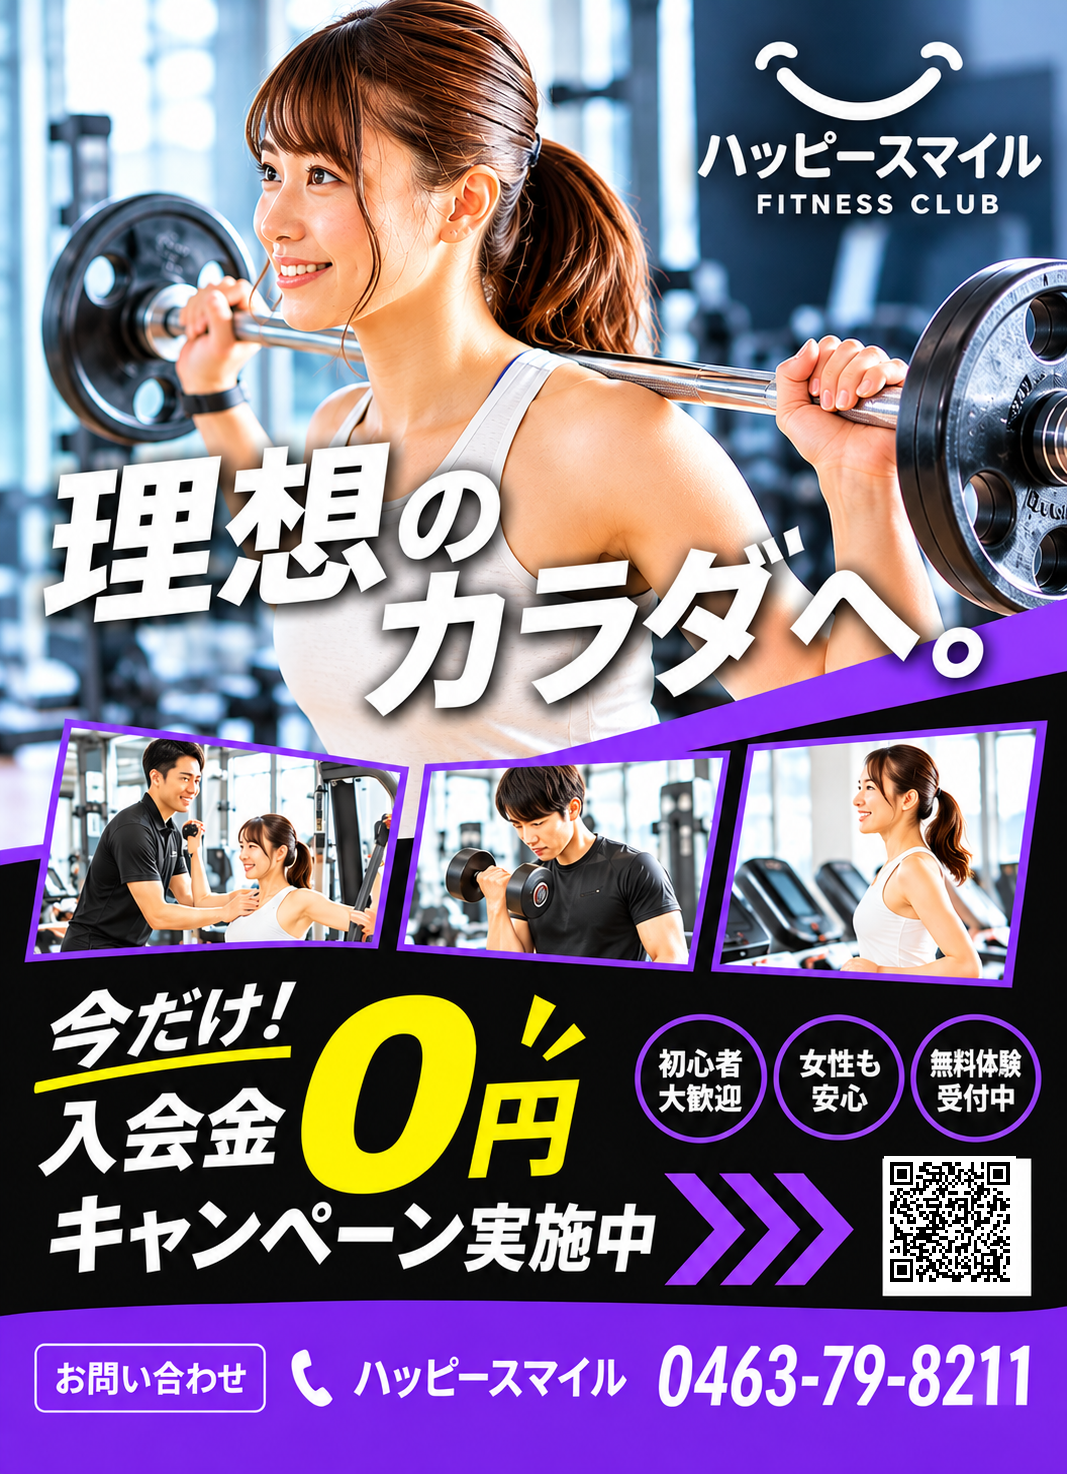 ハッピースマイル
FITNESS CLUB
理想の
カラダへ。
今だけ!
入会金0円
キャンペーン実施中
初心者
大歓迎
女性も
安心
無料体験
受付中
お問い合わせ
ハッピースマイル
0463-79-8211